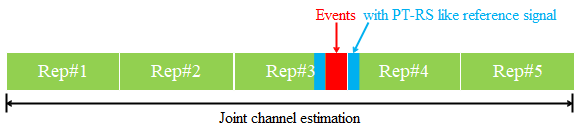 Events with PT-RS like reference signal
Rep#1 Rep#2 Rep#3 Rep#4 Rep#5
Joint channel estimation